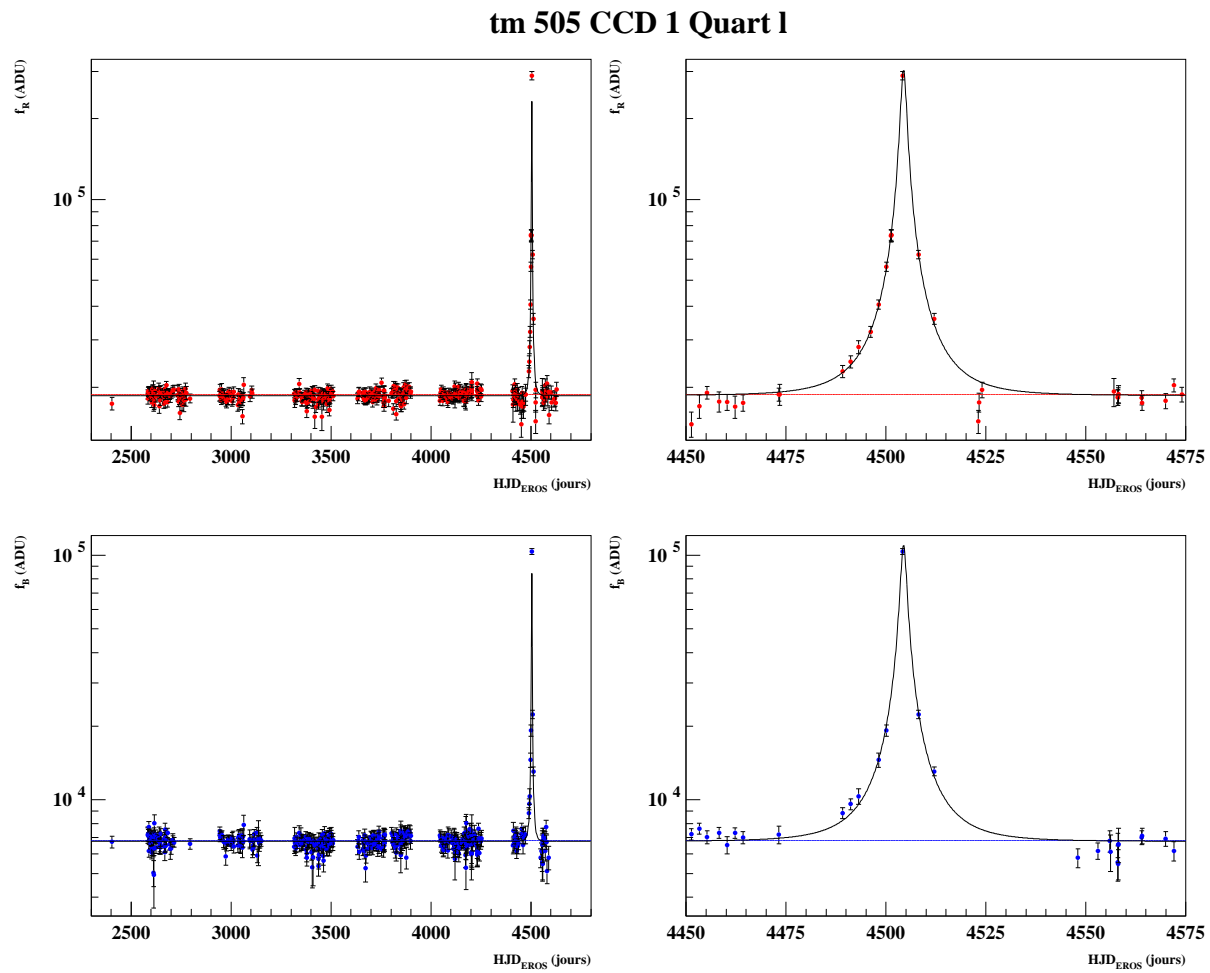 tm 505 CCD 1 Quart l
f_R (ADU)
10^5
2500 3000 3500 4000 4500
HJD_EROS (jours)
f_R (ADU)
10^5
4450 4475 4500 4525 4550 4575
HJD_EROS (jours)
f_B (ADU)
10^5
10^4
2500 3000 3500 4000 4500
HJD_EROS (jours)
f_B (ADU)
10^5
10^4
4450 4475 4500 4525 4550 4575
HJD_EROS (jours)